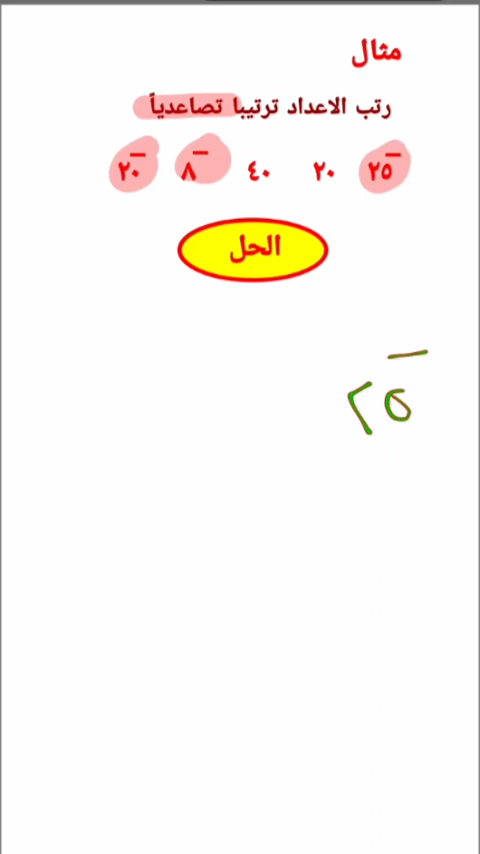 مثال
رتب الاعداد ترتيبا تصاعدياً
‎٢٥‎¯ ٢٠ ٤٠ ‎٨‎¯ ‎٢٠‎¯
الحل
‎٢٥‎¯